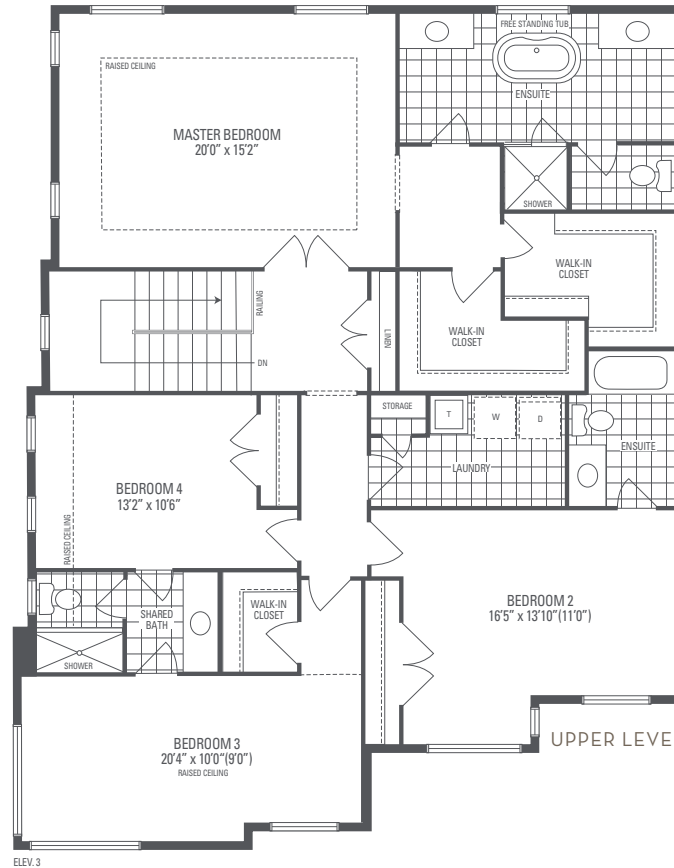 FREE STANDING TUB
ENSUITE
RAISED CEILING
MASTER BEDROOM
20'0" x 15'2"
SHOWER
WALK-IN
CLOSET
WALK-IN
CLOSET
RAILING
LINEN
DN
STORAGE
T
W
D
LAUNDRY
ENSUITE
BEDROOM 4
13'2" x 10'6"
RAISED CEILING
SHARED
BATH
WALK-IN
CLOSET
SHOWER
BEDROOM 2
16'5" x 13'10"(11'0")
BEDROOM 3
20'4" x 10'0"(9'0")
RAISED CEILING
UPPER LEVE
ELEV. 3